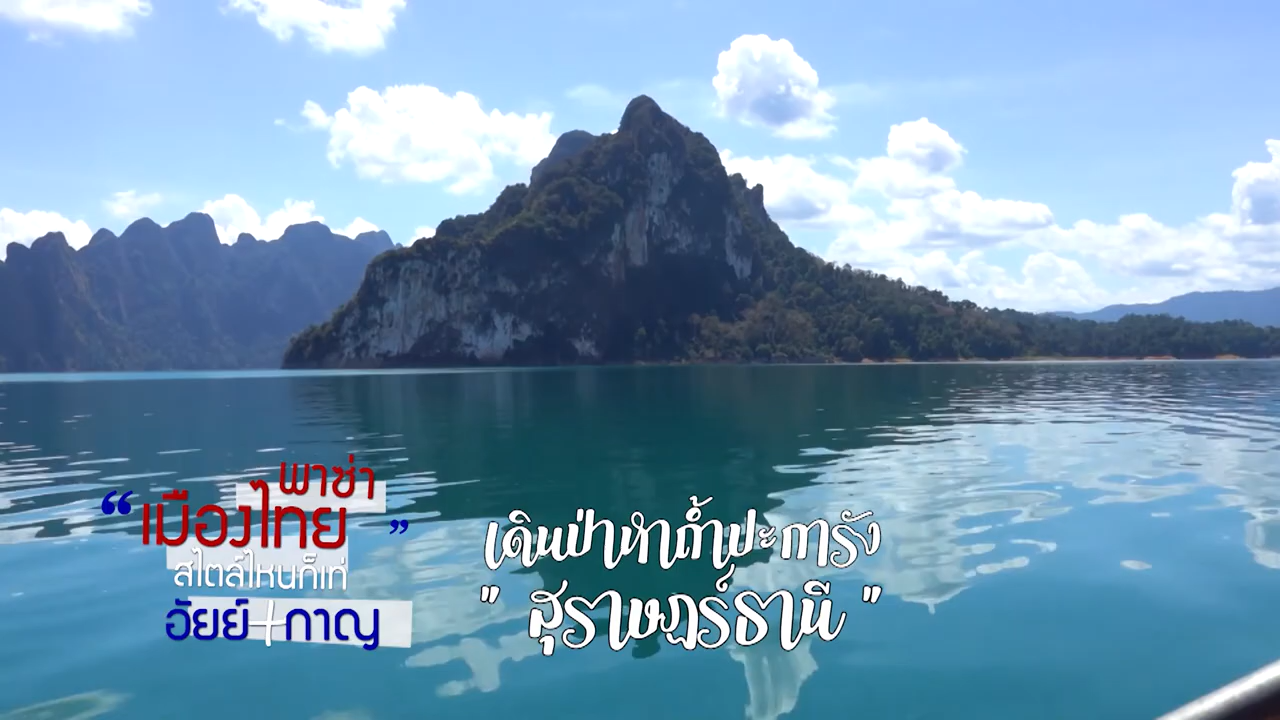 พาซ่า
“เมืองไทย”
สไตล์ไหนก็เท่
อัยย์+กาญ
เดินป่าหาถ้ำปะการัง
" สุราษฎร์ธานี "